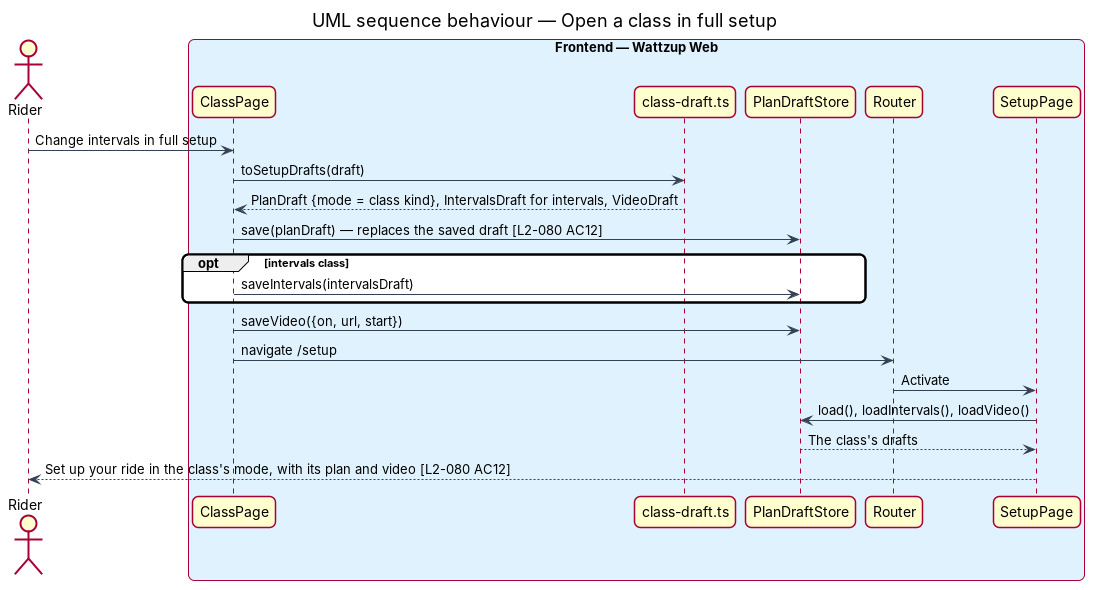 UML sequence behaviour — Open a class in full setup
Frontend — Wattzup Web
Rider
ClassPage
class-draft.ts
PlanDraftStore
Router
SetupPage
Change intervals in full setup
toSetupDrafts(draft)
PlanDraft {mode = class kind}, IntervalsDraft for intervals, VideoDraft
save(planDraft) — replaces the saved draft [L2-080 AC12]
opt
[intervals class]
saveIntervals(intervalsDraft)
saveVideo({on, url, start})
navigate /setup
Activate
load(), loadIntervals(), loadVideo()
The class's drafts
Set up your ride in the class's mode, with its plan and video [L2-080 AC12]
Rider
ClassPage
class-draft.ts
PlanDraftStore
Router
SetupPage